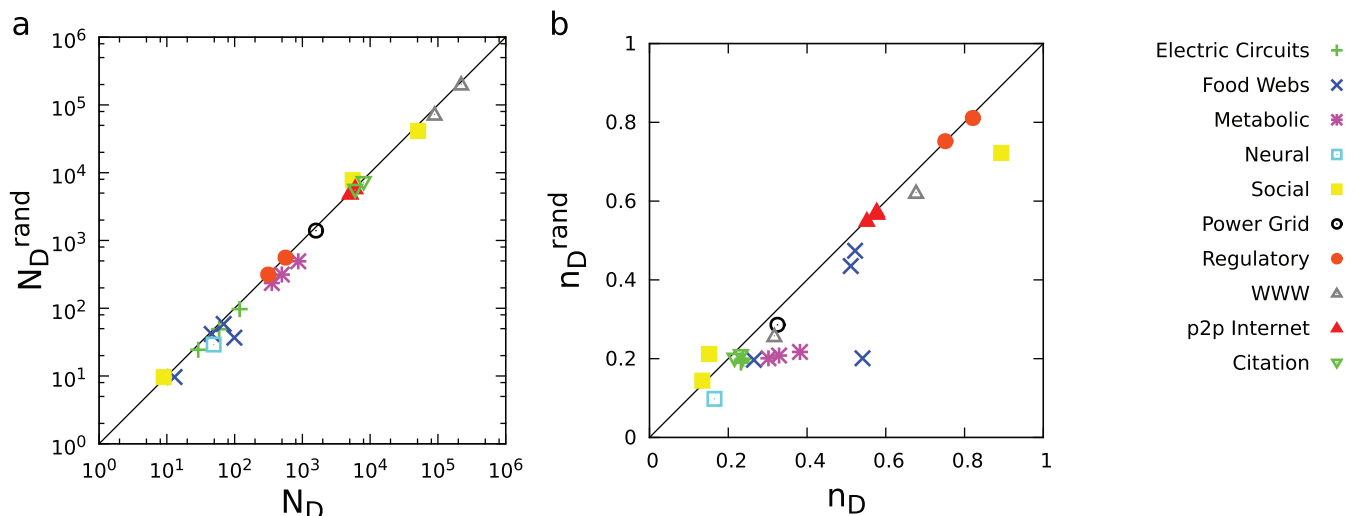 a
10^6
10^5
10^4
10^3
10^2
10^1
10^0
N_D^rand
10^0 10^1 10^2 10^3 10^4 10^5 10^6
N_D
b
1
0.8
0.6
0.4
0.2
0
n_D^rand
0 0.2 0.4 0.6 0.8 1
n_D
Electric Circuits
Food Webs
Metabolic
Neural
Social
Power Grid
Regulatory
WWW
p2p Internet
Citation